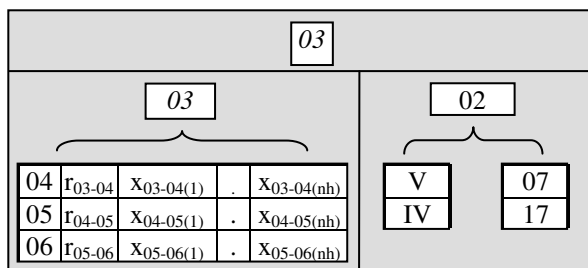 03
03 02
04 r03-04 x03-04(1) . x03-04(nh) V 07
05 r04-05 x04-05(1) . x04-05(nh) IV 17
06 r05-06 x05-06(1) . x05-06(nh)